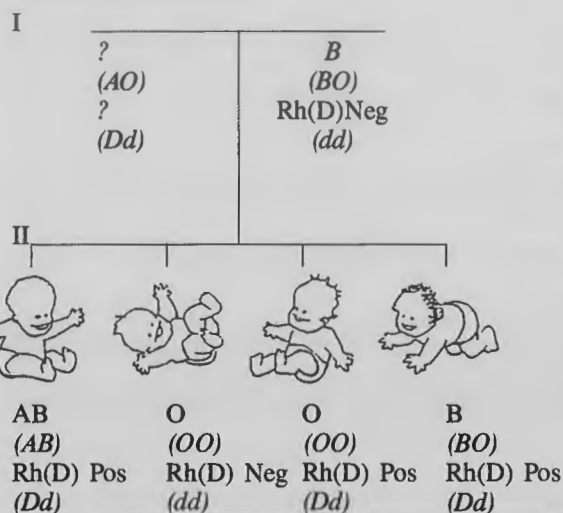 I
? B
(AO) (BO)
? Rh(D)Neg
(Dd) (dd)
II
AB O O B
(AB) (OO) (OO) (BO)
Rh(D) Pos Rh(D) Neg Rh(D) Pos Rh(D) Pos
(Dd) (dd) (Dd) (Dd)